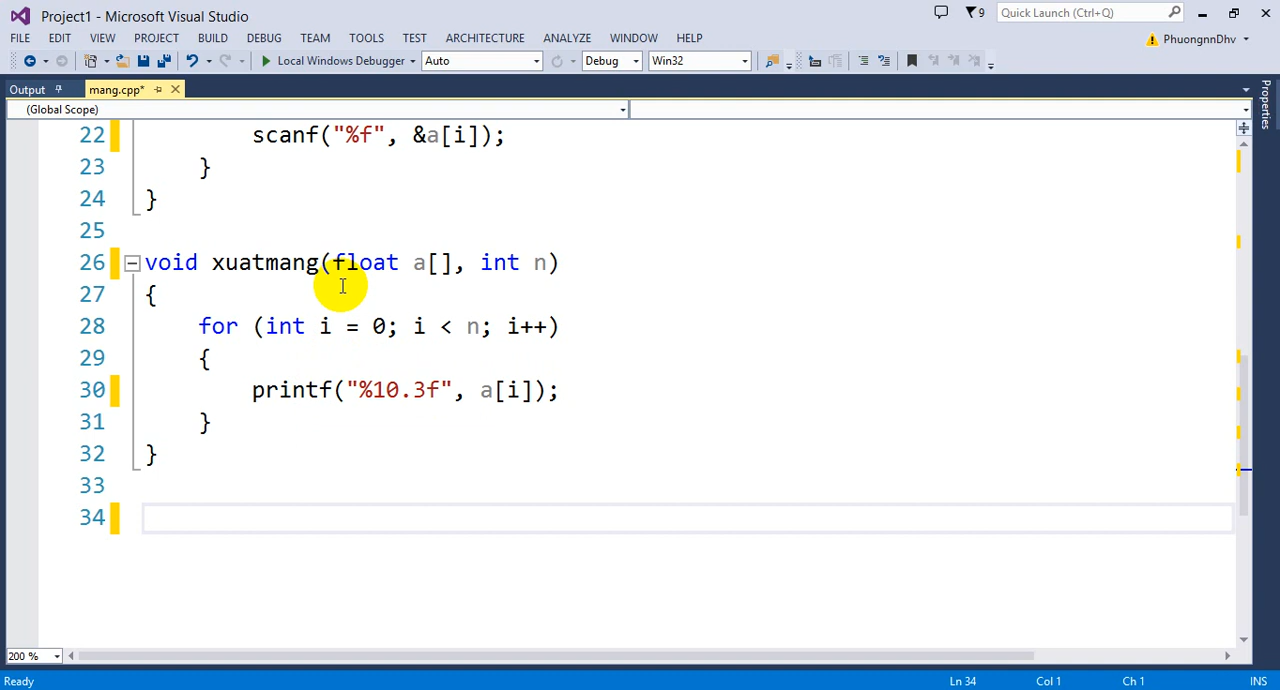 Project1 - Microsoft Visual Studio
9
Quick Launch (Ctrl+Q)
FILE EDIT VIEW PROJECT BUILD DEBUG TEAM TOOLS TEST ARCHITECTURE ANALYZE WINDOW HELP
PhuongnnDhv
Local Windows Debugger Auto Debug Win32
Output mang.cpp*
(Global Scope)
Properties
22 scanf("%f", &a[i]);
23 }
24 }
25
26 void xuatmang(float a[], int n)
27 {
28 for (int i = 0; i < n; i++)
29 {
30 printf("%10.3f", a[i]);
31 }
32 }
33
34
200 %
Ready Ln 34 Col 1 Ch 1 INS